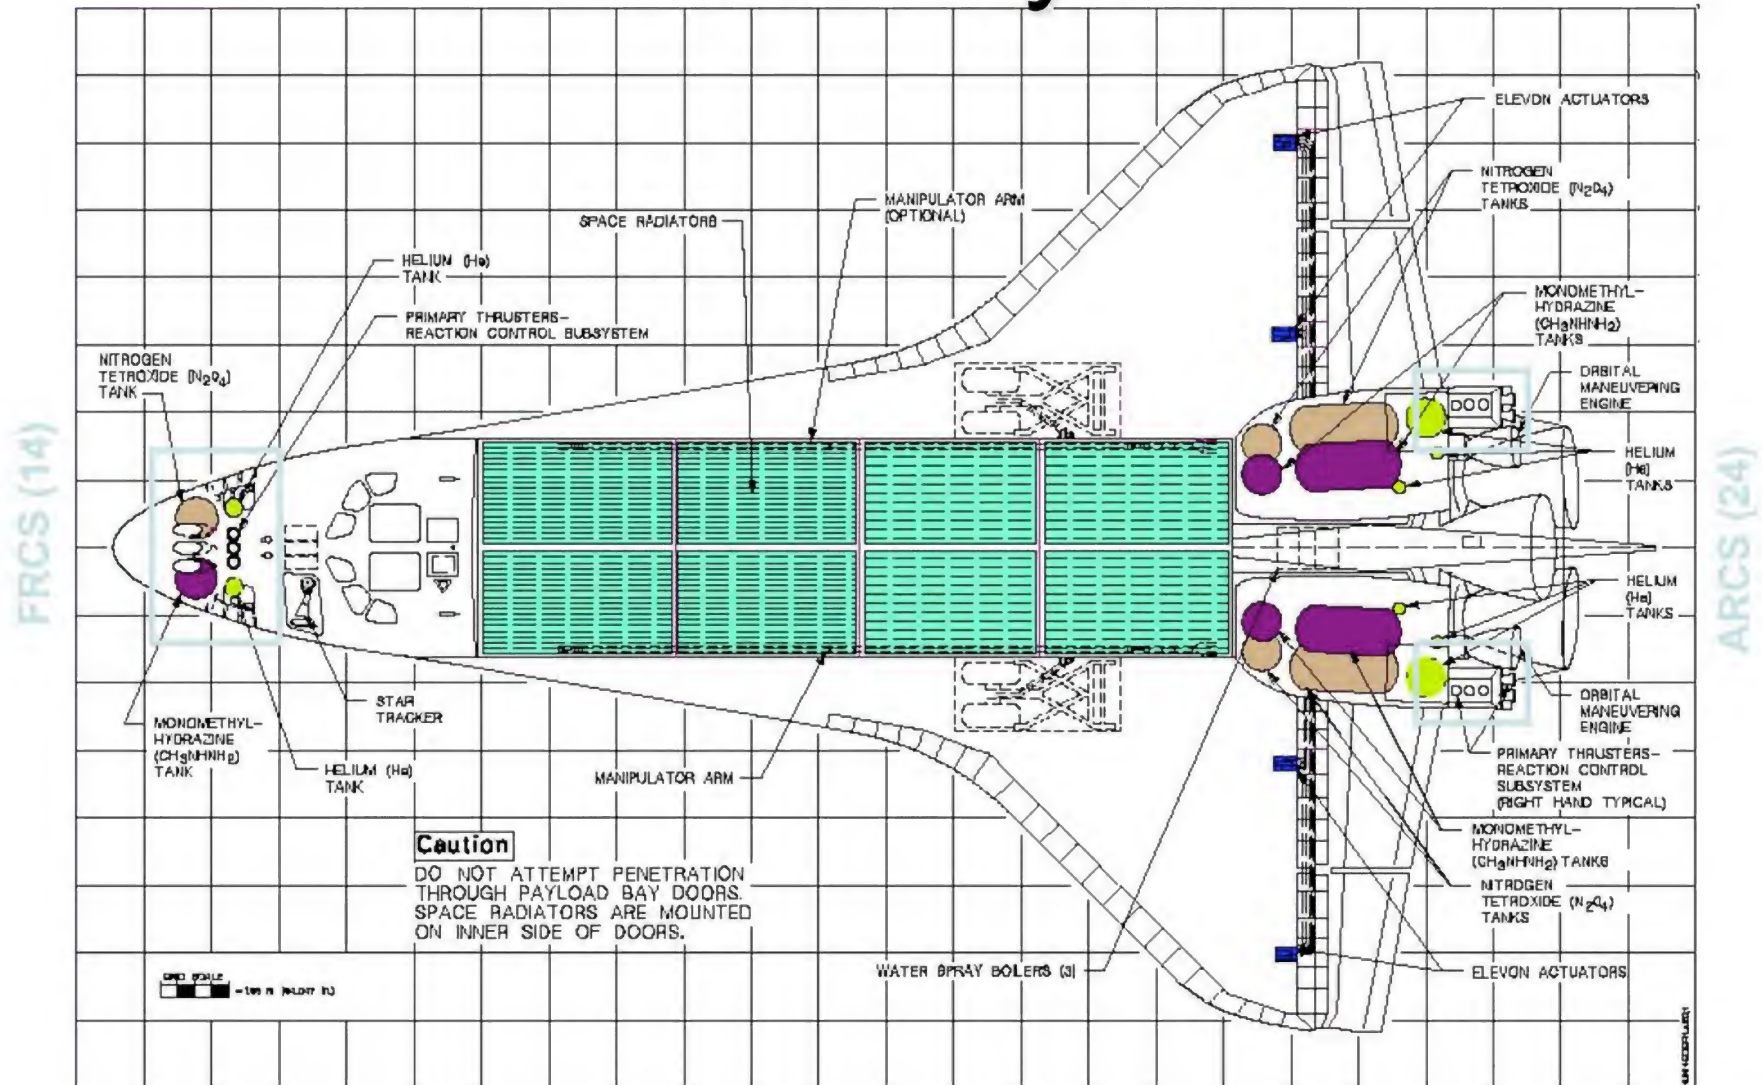 SPACE RADIATORS
MANIPULATOR ARM
(OPTIONAL)
ELEVON ACTUATORS
NITROGEN
TETROXIDE (N2O4)
TANKS
HELIUM (He)
TANK
PRIMARY THRUSTERS-
REACTION CONTROL SUBSYSTEM
MONOMETHYL-
HYDRAZINE
(CH3NHNH2)
TANKS
NITROGEN
TETROXIDE (N2O4)
TANK
ORBITAL
MANEUVERING
ENGINE
FRCS (14)
HELIUM
(He)
TANKS
ARCS (24)
HELIUM
(He)
TANKS
STAR
TRACKER
MONOMETHYL-
HYDRAZINE
(CH3NHNH2)
TANK
HELIUM (He)
TANK
MANIPULATOR ARM
ORBITAL
MANEUVERING
ENGINE
PRIMARY THRUSTERS-
REACTION CONTROL
SUBSYSTEM
(RIGHT HAND TYPICAL)
MONOMETHYL-
HYDRAZINE
(CH3NHNH2) TANKS
NITROGEN
TETROXIDE (N2O4)
TANKS
Caution
DO NOT ATTEMPT PENETRATION
THROUGH PAYLOAD BAY DOORS.
SPACE RADIATORS ARE MOUNTED
ON INNER SIDE OF DOORS.
WATER SPRAY BOILERS (3)
ELEVON ACTUATORS
GRID SCALE